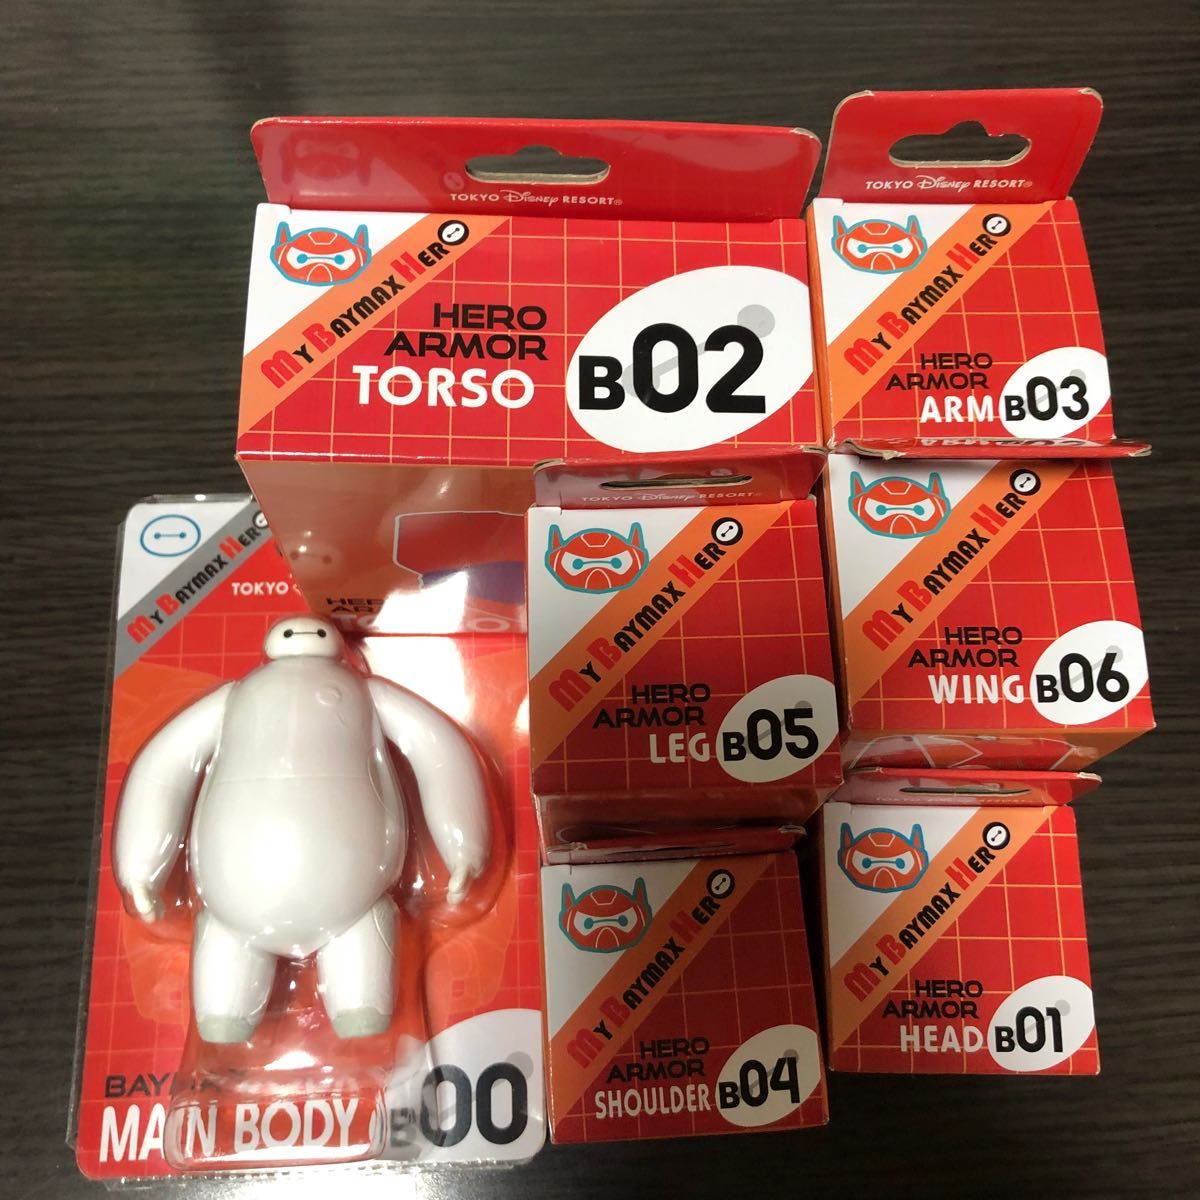 TOKYO Disney RESORT®
MY BAYMAX HERO
HERO
ARMOR
TORSO
B02
TOKYO Disney RESORT®
MY BAYMAX HERO
HERO
ARMOR
ARM B03
TOKYO Disney RESORT®
MY BAYMAX HERO
HERO
ARMOR
LEG B05
MY BAYMAX HERO
HERO
ARMOR
WING B06
MY BAYMAX HERO
TOKYO
BAYMAX
MAIN BODY B00
MY BAYMAX HERO
HERO
ARMOR
SHOULDER B04
MY BAYMAX HERO
HERO
ARMOR
HEAD B01